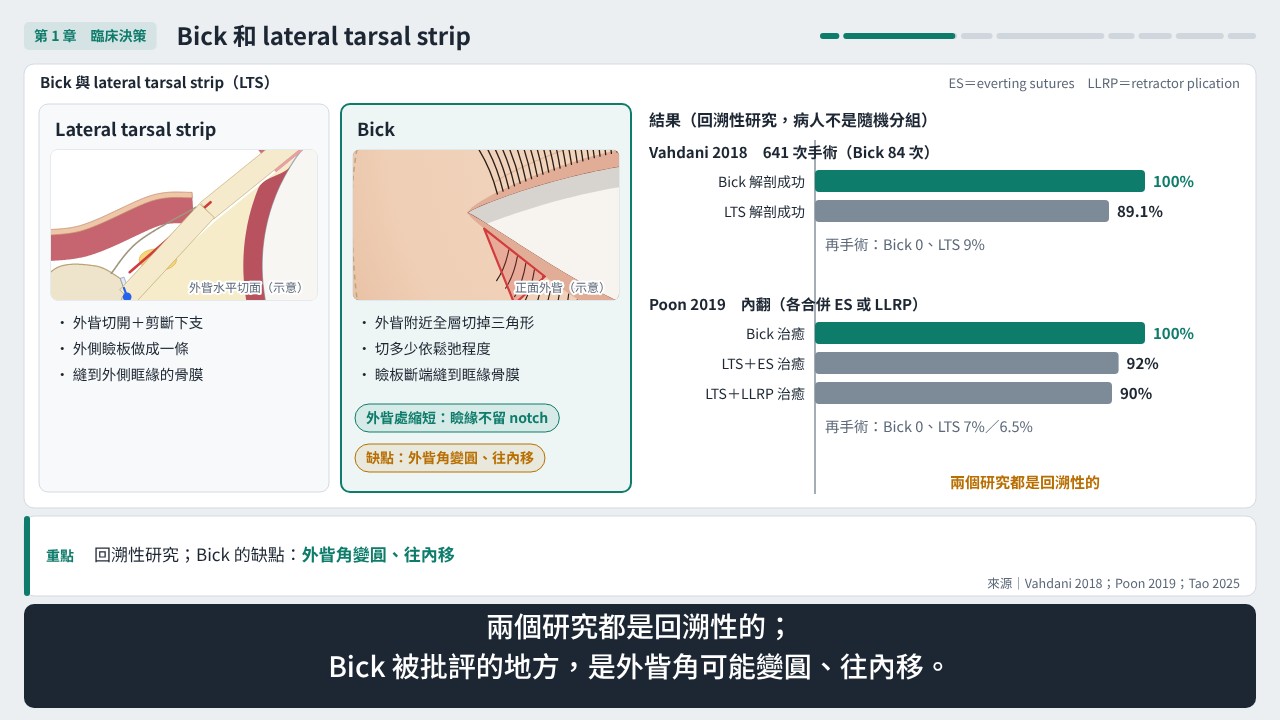 第 1 章　臨床決策
Bick 和 lateral tarsal strip
Bick 與 lateral tarsal strip（LTS）
ES＝everting sutures　LLRP＝retractor plication
Lateral tarsal strip
外眥水平切面（示意）
・ 外眥切開＋剪斷下支
・ 外側瞼板做成一條
・ 縫到外側眶緣的骨膜
Bick
正面外眥（示意）
・ 外眥附近全層切掉三角形
・ 切多少依鬆弛程度
・ 瞼板斷端縫到眶緣骨膜
外眥處縮短：瞼緣不留 notch
缺點：外眥角變圓、往內移
結果（回溯性研究，病人不是隨機分組）
Vahdani 2018　641 次手術（Bick 84 次）
Bick 解剖成功 100%
LTS 解剖成功 89.1%
再手術：Bick 0、LTS 9%
Poon 2019　內翻（各合併 ES 或 LLRP）
Bick 治癒 100%
LTS＋ES 治癒 92%
LTS＋LLRP 治癒 90%
再手術：Bick 0、LTS 7%／6.5%
兩個研究都是回溯性的
重點　回溯性研究；Bick 的缺點：外眥角變圓、往內移
來源｜Vahdani 2018；Poon 2019；Tao 2025
兩個研究都是回溯性的；
Bick 被批評的地方，是外眥角可能變圓、往內移。